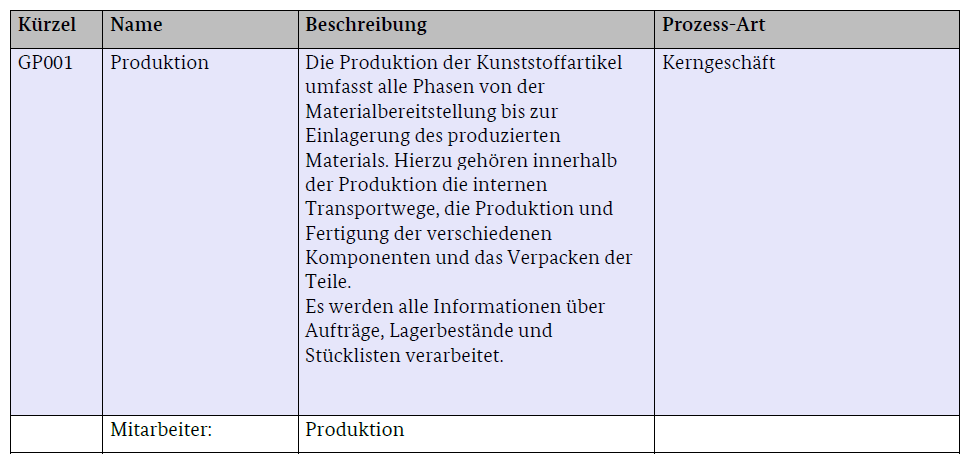 Kürzel Name Beschreibung Prozess-Art
GP001 Produktion Die Produktion der Kunststoffartikel Kerngeschäft
umfasst alle Phasen von der
Materialbereitstellung bis zur
Einlagerung des produzierten
Materials. Hierzu gehören innerhalb
der Produktion die internen
Transportwege, die Produktion und
Fertigung der verschiedenen
Komponenten und das Verpacken der
Teile.
Es werden alle Informationen über
Aufträge, Lagerbestände und
Stücklisten verarbeitet.
Mitarbeiter: Produktion